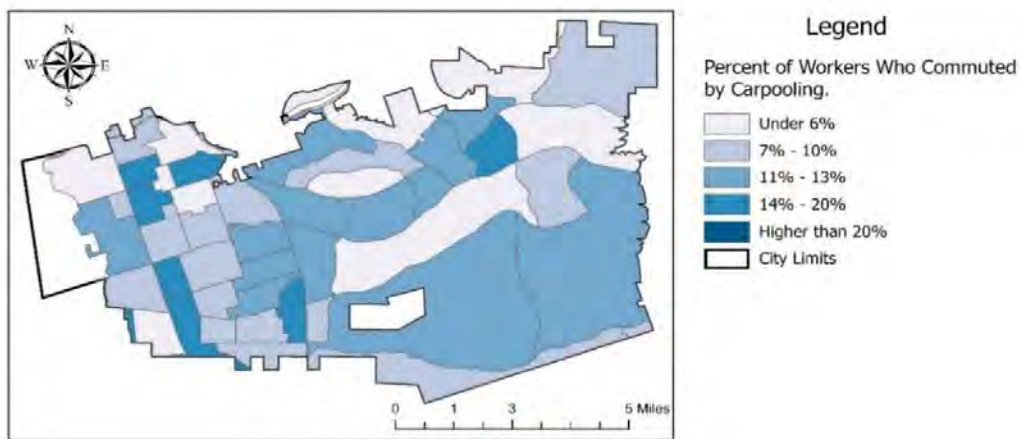 N
W E
S
0 1 3 5 Miles
Legend
Percent of Workers Who Commuted
by Carpooling.
Under 6%
7% - 10%
11% - 13%
14% - 20%
Higher than 20%
City Limits